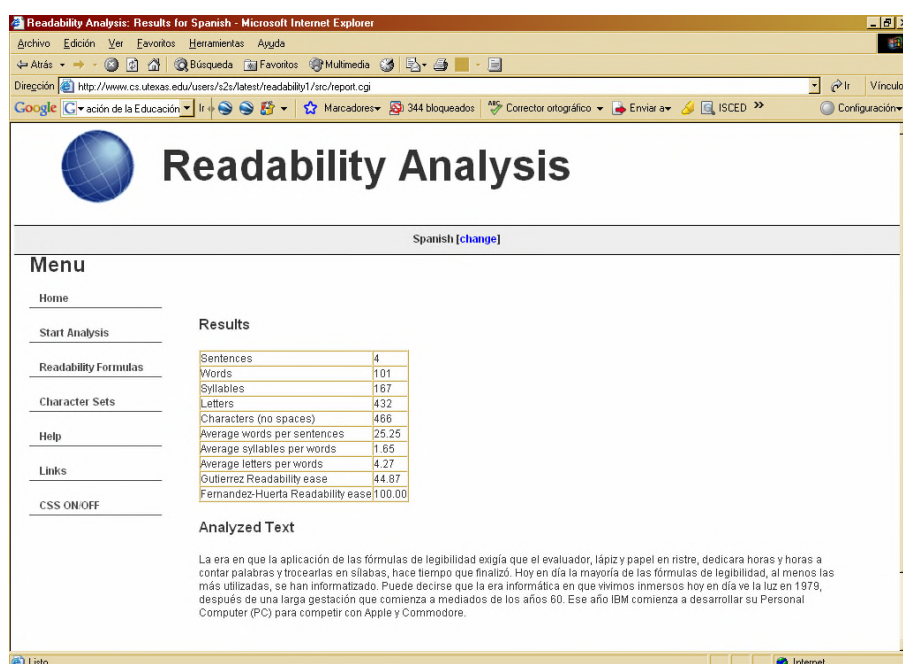 Readability Analysis: Results for Spanish - Microsoft Internet Explorer
Archivo Edición Ver Favoritos Herramientas Ayuda
Atrás Búsqueda Favoritos Multimedia
Dirección http://www.cs.utexas.edu/users/s2s/latest/readability1/src/report.cgi Ir Vínculo
Google G ación de la Educación Ir Marcadores 344 bloqueados Corrector ortográfico Enviar a ISCED Configuración
Readability Analysis
Spanish [change]
Menu
Home
Start Analysis
Readability Formulas
Character Sets
Help
Links
CSS ON/OFF
Results
Sentences 4
Words 101
Syllables 167
Letters 432
Characters (no spaces) 466
Average words per sentences 25.25
Average syllables per words 1.65
Average letters per words 4.27
Gutierrez Readability ease 44.87
Fernandez-Huerta Readability ease 100.00
Analyzed Text
La era en que la aplicación de las fórmulas de legibilidad exigía que el evaluador, lápiz y papel en ristre, dedicara horas y horas a
contar palabras y trocearlas en sílabas, hace tiempo que finalizó. Hoy en día la mayoría de las fórmulas de legibilidad, al menos las
más utilizadas, se han informatizado. Puede decirse que la era informática en que vivimos inmersos hoy en día ve la luz en 1979,
después de una larga gestación que comienza a mediados de los años 60. Ese año IBM comienza a desarrollar su Personal
Computer (PC) para competir con Apple y Commodore.
Listo Internet